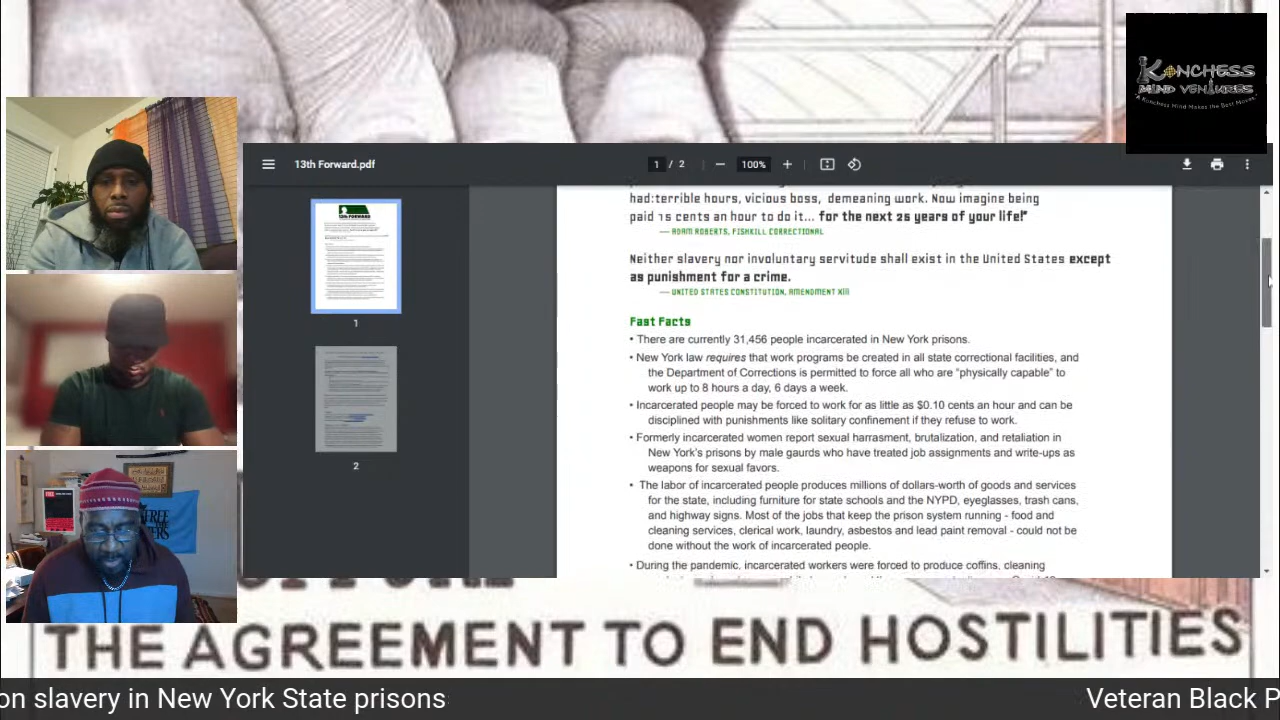 KONCHESS
MIND VENTURES
"A Konchess Mind Makes the Best Moves."
13th Forward.pdf
1 / 2
100%
had:terrible hours, vicious boss, demeaning work. Now imagine being
paid 15 cents an hour to do it... for the next 25 years of your life!"
— ADAM ROBERTS, FISHKILL CORRECTIONAL
Neither slavery nor involuntary servitude shall exist in the United States except
as punishment for a crime.
— UNITED STATES CONSTITUTION, AMENDMENT XIII
Fast Facts
• There are currently 31,456 people incarcerated in New York prisons.
• New York law requires that work programs be created in all state correctional facilities, and
the Department of Corrections is permitted to force all who are "physically capable" to
work up to 8 hours a day, 6 days a week.
• Incarcerated people may be forced to work for as little as $0.10 cents an hour and can be
disciplined with punishments like solitary confinement if they refuse to work.
• Formerly incarcerated women report sexual harrasment, brutalization, and retaliation in
New York's prisons by male gaurds who have treated job assignments and write-ups as
weapons for sexual favors.
• The labor of incarcerated people produces millions of dollars-worth of goods and services
for the state, including furniture for state schools and the NYPD, eyeglasses, trash cans,
and highway signs. Most of the jobs that keep the prison system running - food and
cleaning services, clerical work, laundry, asbestos and lead paint removal - could not be
done without the work of incarcerated people.
• During the pandemic, incarcerated workers were forced to produce coffins, cleaning
13TH FORWARD
1
2
FREE
THE AGREEMENT TO END HOSTILITIES
on slavery in New York State prisons
Veteran Black P